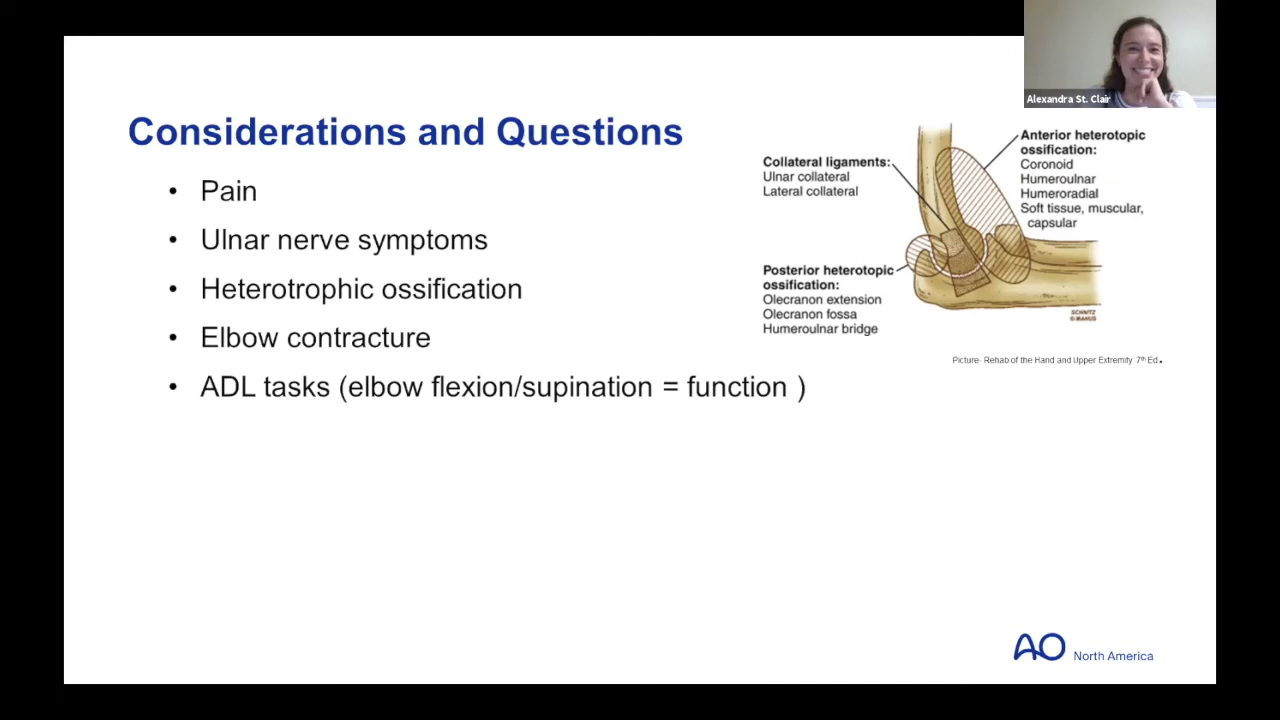 Alexandra St. Clair
Considerations and Questions
• Pain
• Ulnar nerve symptoms
• Heterotrophic ossification
• Elbow contracture
• ADL tasks (elbow flexion/supination = function )
Collateral ligaments:
Ulnar collateral
Lateral collateral
Anterior heterotopic
ossification:
Coronoid
Humeroulnar
Humeroradial
Soft tissue, muscular,
capsular
Posterior heterotopic
ossification:
Olecranon extension
Olecranon fossa
Humeroulnar bridge
SCHNITZ
© MANUS
Picture- Rehab of the Hand and Upper Extremity 7th Ed.
AO North America